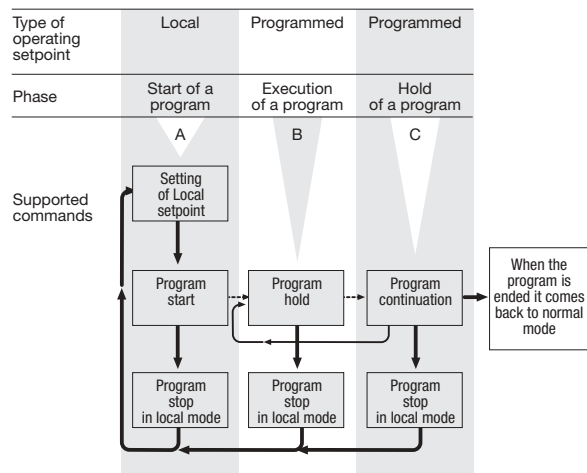 Type of
operating
setpoint
Local
Programmed
Programmed
Phase
Start of a
program
Execution
of a program
Hold
of a program
A
B
C
Supported
commands
Setting
of Local
setpoint
Program
start
Program
hold
Program
continuation
When the
program is
ended it comes
back to normal
mode
Program
stop
in local mode
Program
stop
in local mode
Program
stop
in local mode